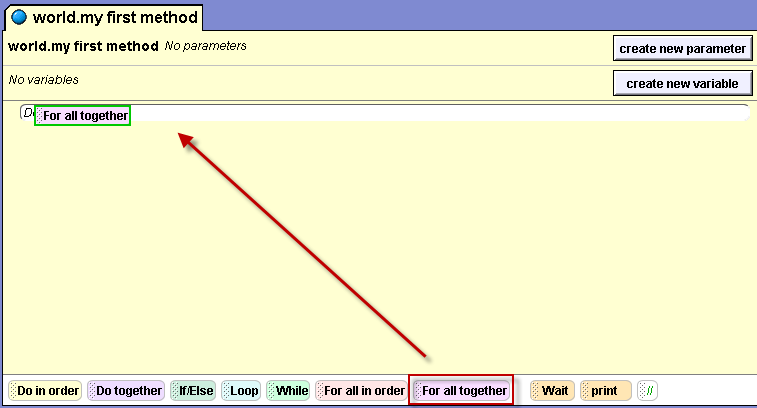 world.my first method
world.my first method No parameters
create new parameter
No variables
create new variable
For all together
Do in order
Do together
If/Else
Loop
While
For all in order
For all together
Wait
print
//